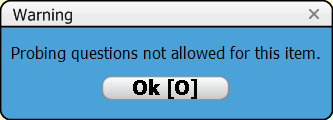 Warning
Probing questions not allowed for this item.
Ok [O]